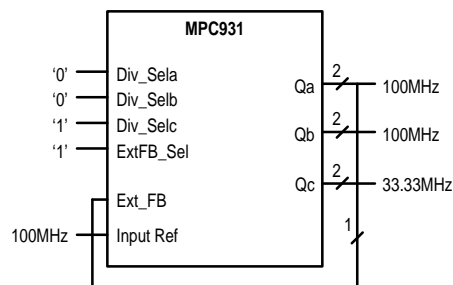 MPC931
‘0’ Div_Sela
‘0’ Div_Selb
‘1’ Div_Selc
‘1’ ExtFB_Sel
Ext_FB
100MHz Input Ref
Qa 2 100MHz
Qb 2 100MHz
Qc 2 33.33MHz
1